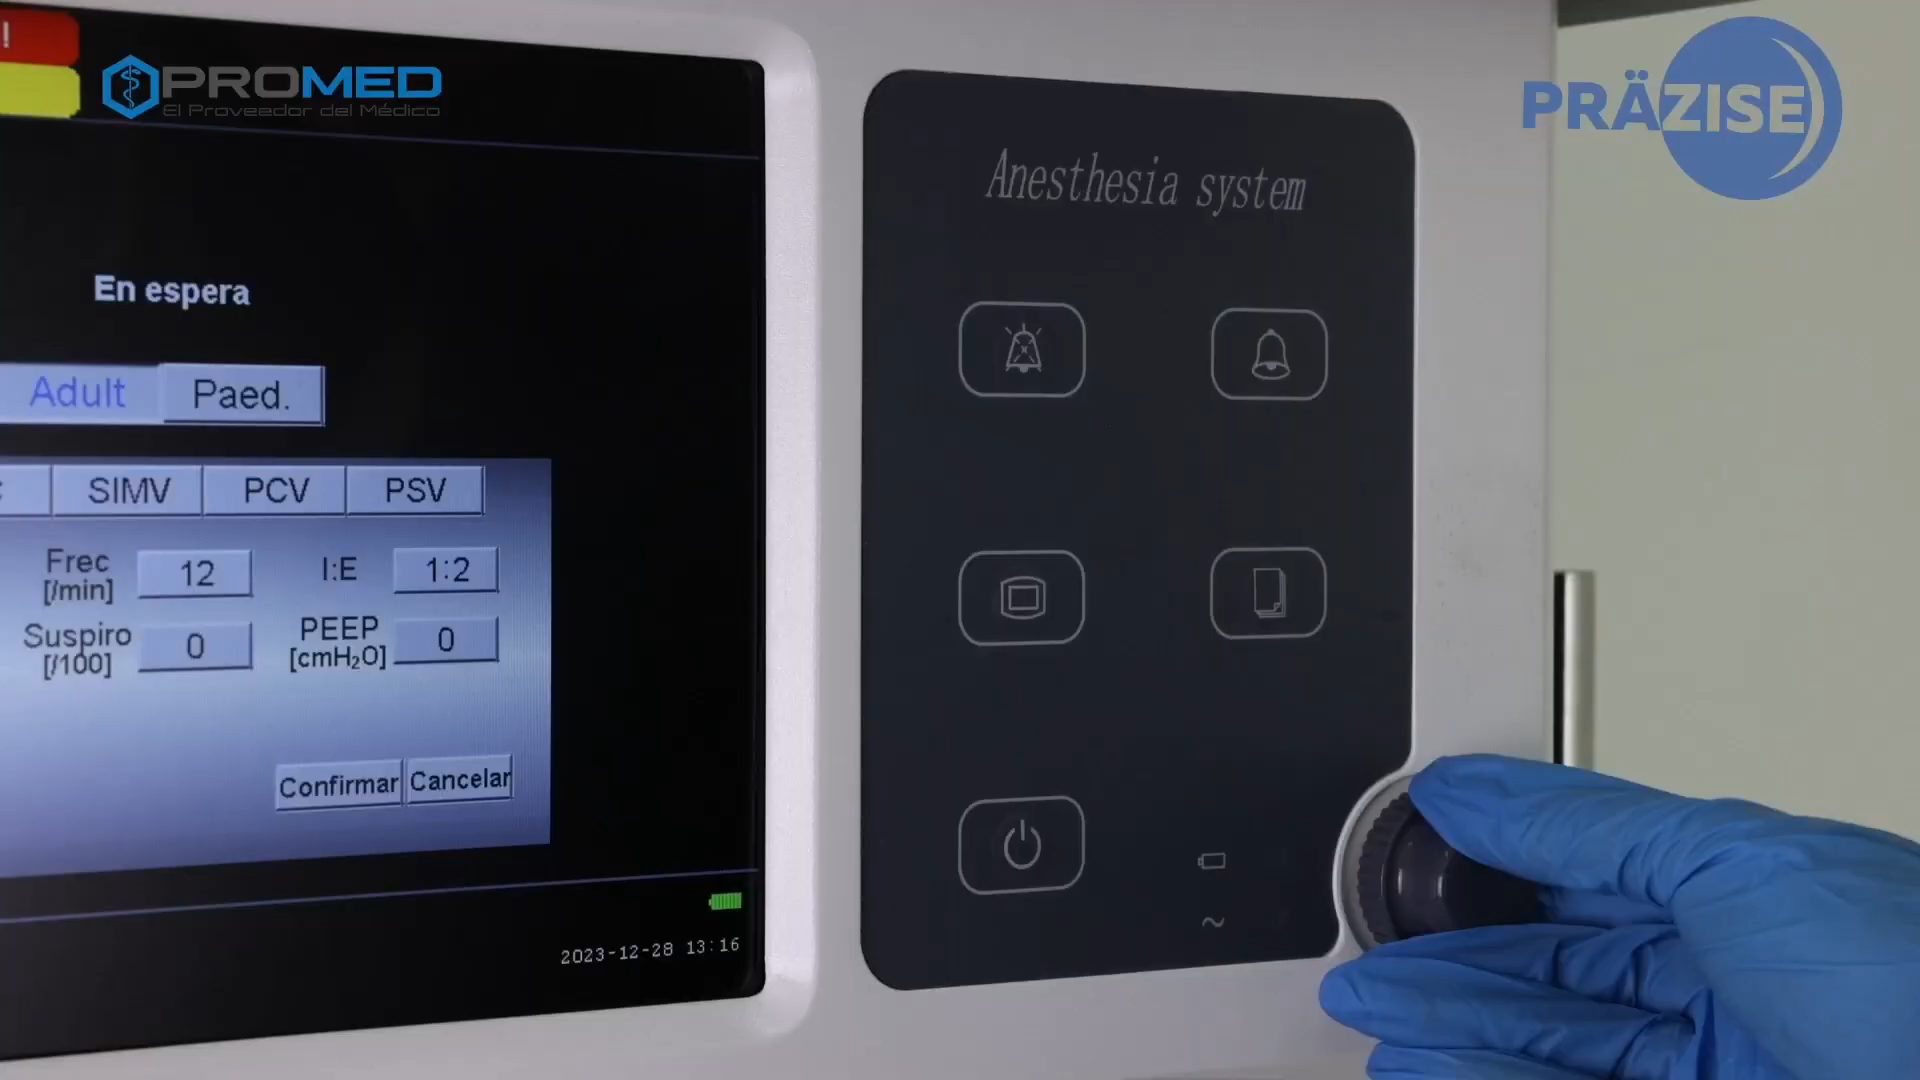 !
PROMED
El Proveedor del Médico
PRÄZISE
Anesthesia system
En espera
Adult Paed.
SIMV PCV PSV
Frec [/min] 12 I:E 1:2
Suspiro [/100] 0 PEEP [cmH₂O] 0
Confirmar Cancelar
2023-12-28 13:16
~